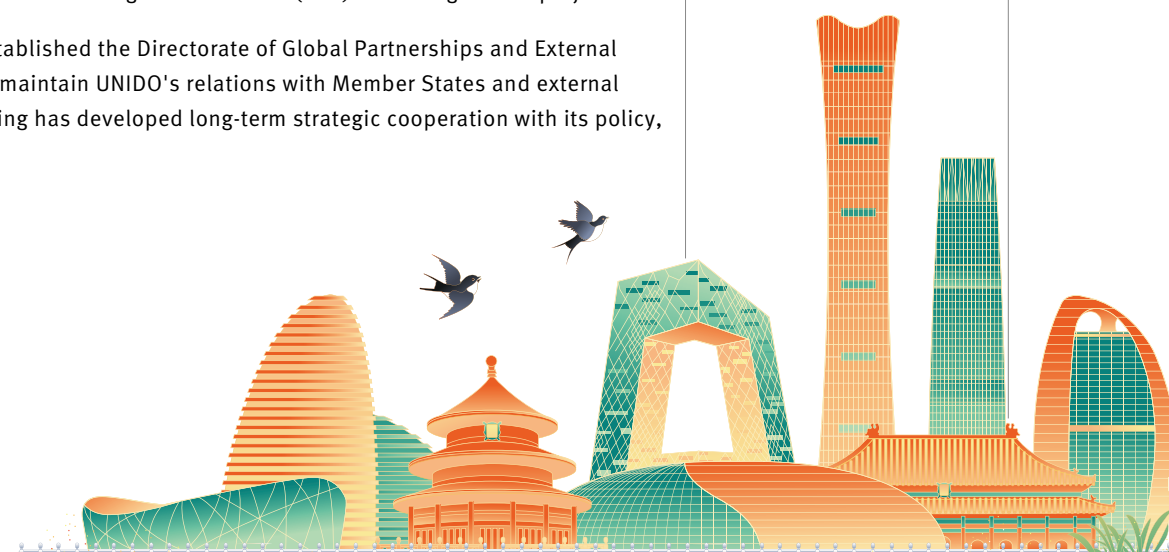 tablished the Directorate of Global Partnerships and External
maintain UNIDO's relations with Member States and external
ing has developed long-term strategic cooperation with its policy,